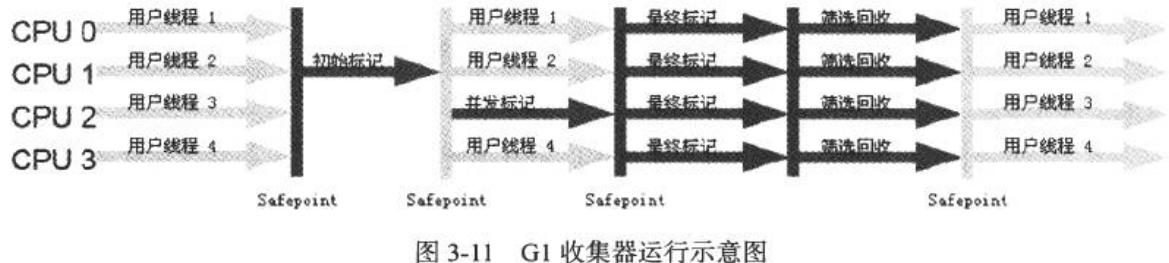 CPU 0 用户线程 1 用户线程 1 最终标记 筛选回收 用户线程 1
CPU 1 用户线程 2 初始标记 用户线程 2 最终标记 筛选回收 用户线程 2
CPU 2 用户线程 3 并发标记 最终标记 筛选回收 用户线程 3
CPU 3 用户线程 4 用户线程 4 最终标记 筛选回收 用户线程 4
Safepoint Safepoint Safepoint Safepoint
图 3-11 G1 收集器运行示意图